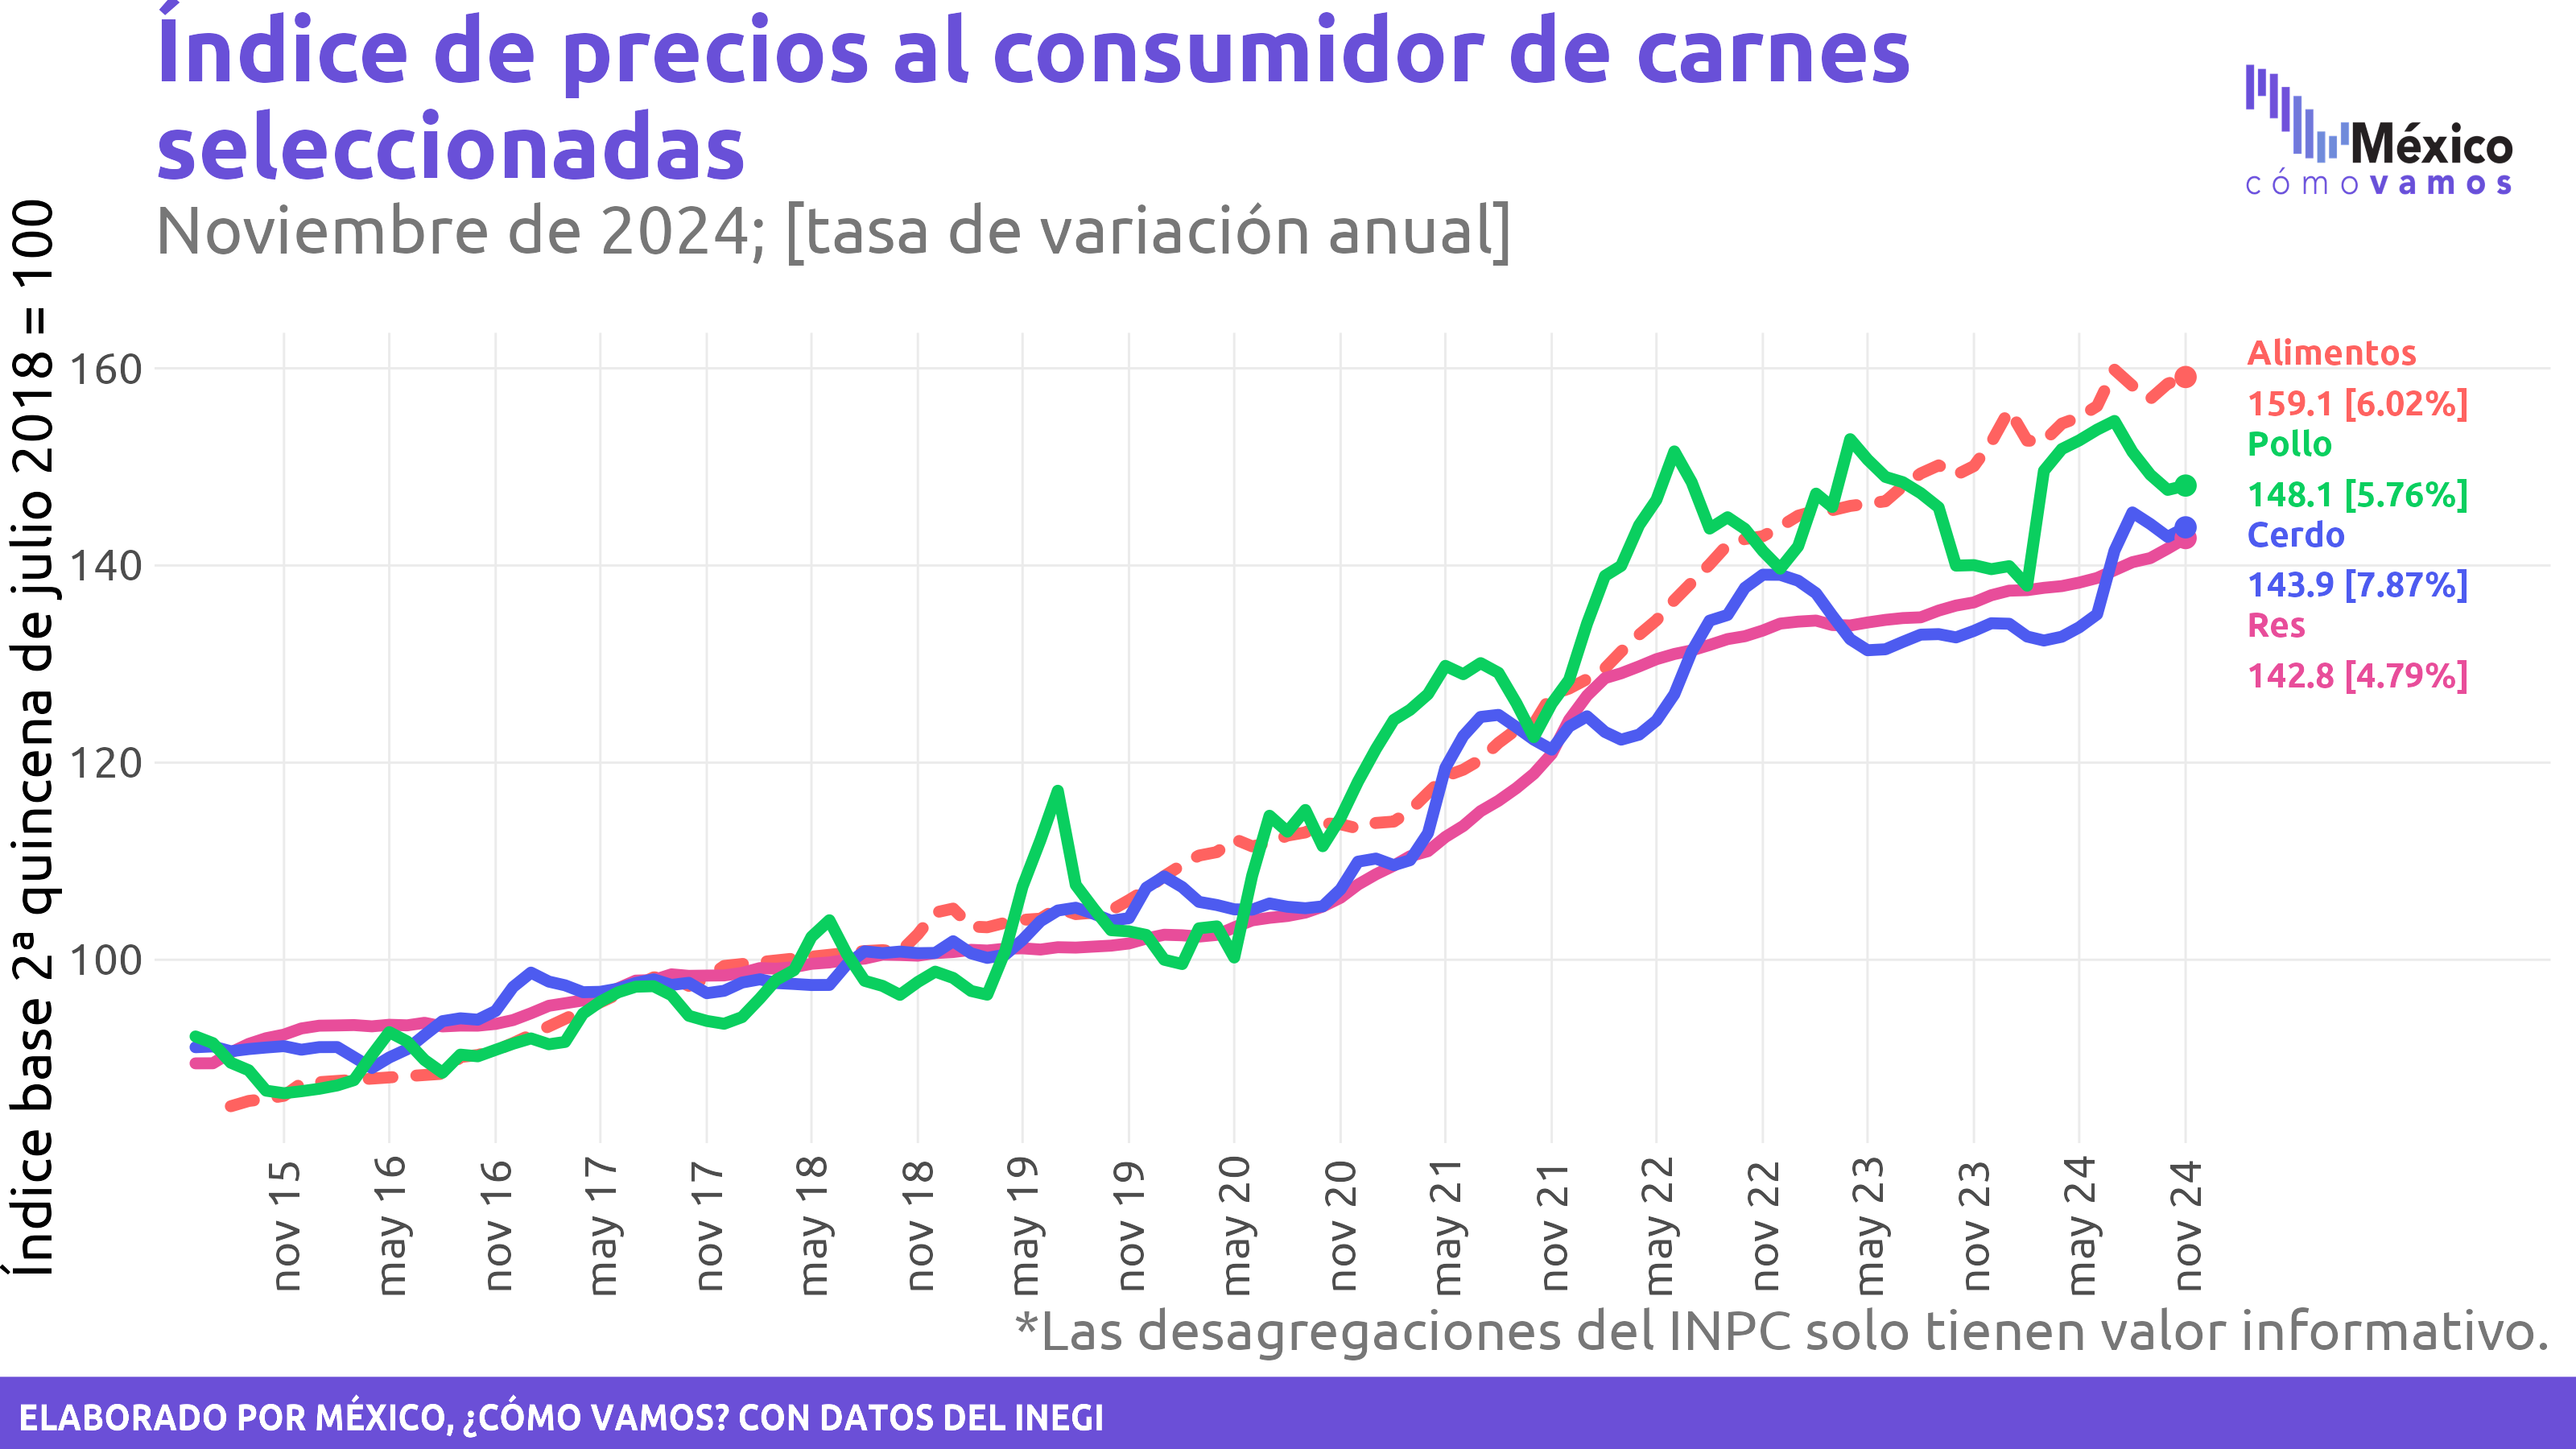 Índice de precios al consumidor de carnes
seleccionadas
Noviembre de 2024; [tasa de variación anual]
México
cómovamos
Índice base 2ª quincena de julio 2018 = 100
160
140
120
100
Alimentos
159.1 [6.02%]
Pollo
148.1 [5.76%]
Cerdo
143.9 [7.87%]
Res
142.8 [4.79%]
nov 15
may 16
nov 16
may 17
nov 17
may 18
nov 18
may 19
nov 19
may 20
nov 20
may 21
nov 21
may 22
nov 22
may 23
nov 23
may 24
nov 24
*Las desagregaciones del INPC solo tienen valor informativo.
ELABORADO POR MÉXICO, ¿CÓMO VAMOS? CON DATOS DEL INEGI